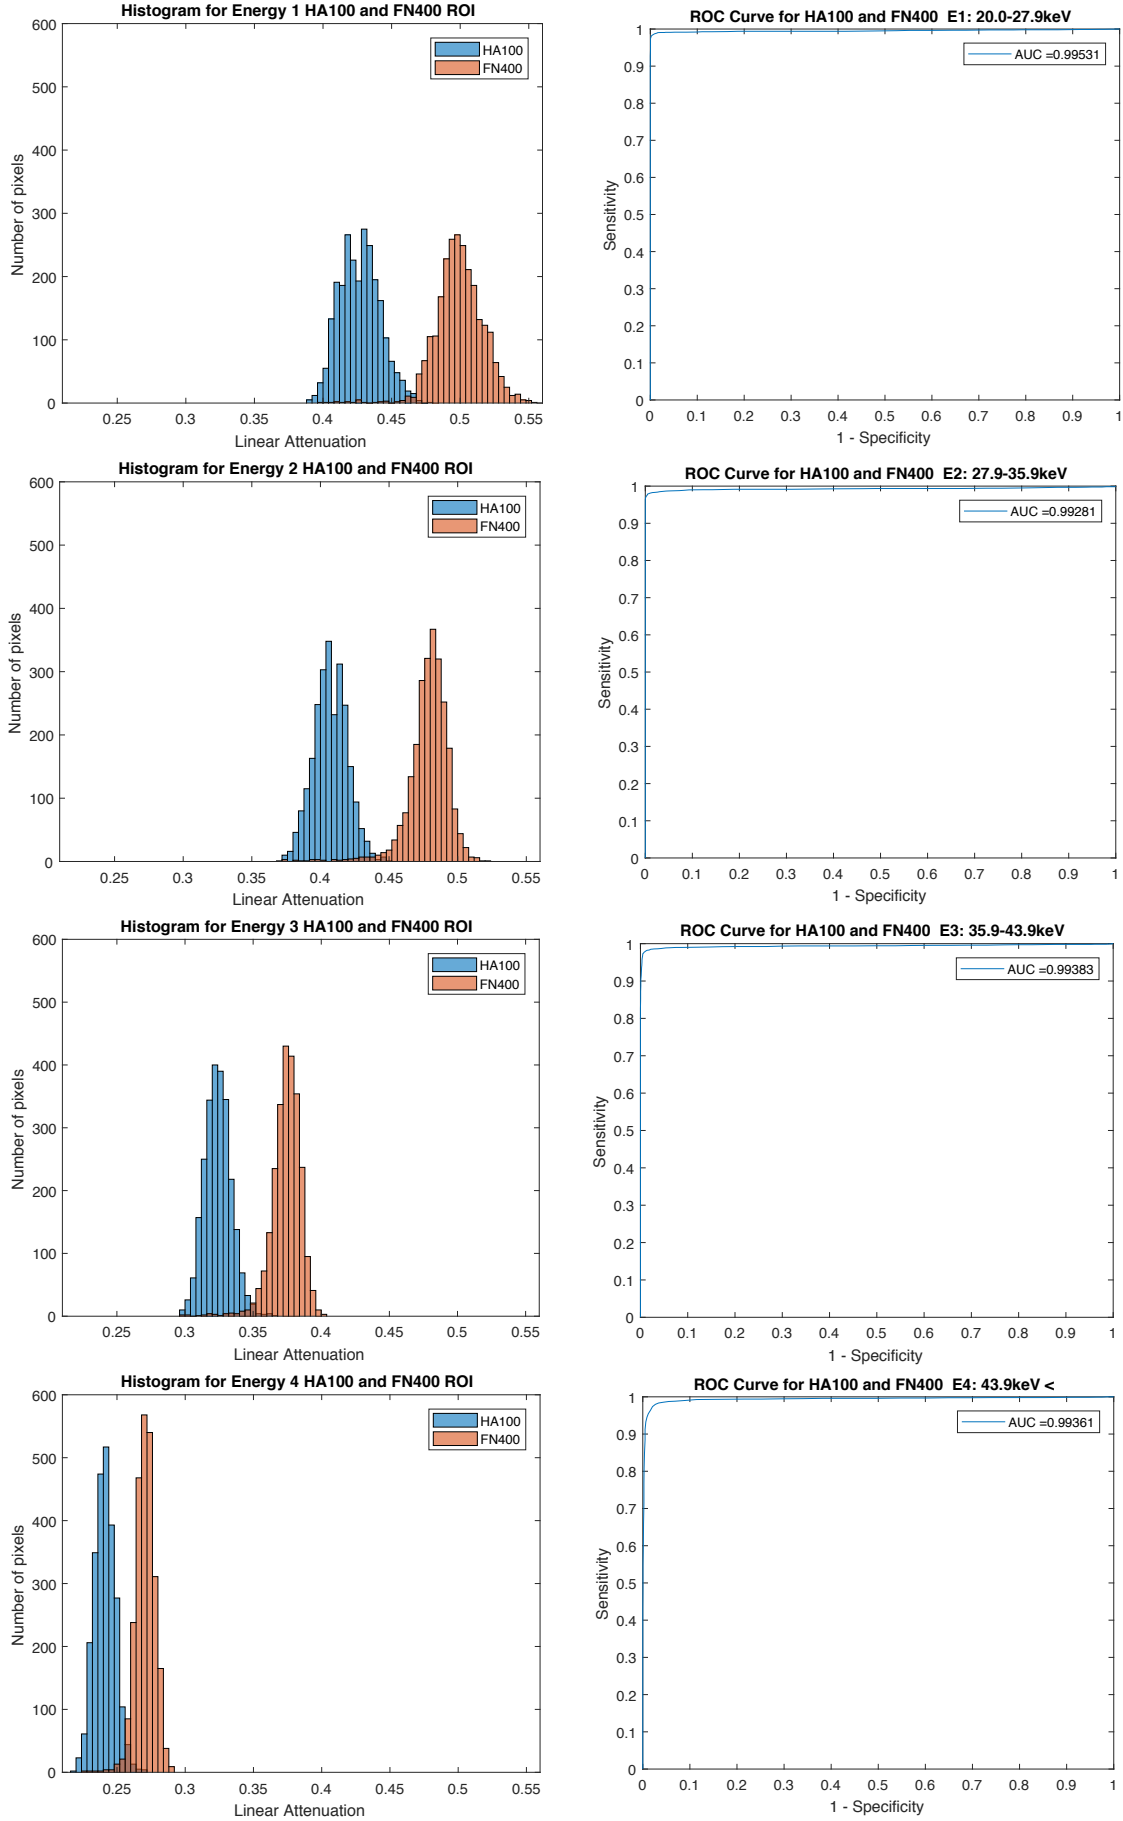 Histogram for Energy 1 HA100 and FN400 ROI
600
500
400
300
200
100
0
Number of pixels
HA100
FN400
0.25 0.3 0.35 0.4 0.45 0.5 0.55
Linear Attenuation
ROC Curve for HA100 and FN400 E1: 20.0-27.9keV
1
0.9
0.8
0.7
0.6
0.5
0.4
0.3
0.2
0.1
0
Sensitivity
AUC =0.99531
0 0.1 0.2 0.3 0.4 0.5 0.6 0.7 0.8 0.9 1
1 - Specificity
Histogram for Energy 2 HA100 and FN400 ROI
600
500
400
300
200
100
0
Number of pixels
HA100
FN400
0.25 0.3 0.35 0.4 0.45 0.5 0.55
Linear Attenuation
ROC Curve for HA100 and FN400 E2: 27.9-35.9keV
1
0.9
0.8
0.7
0.6
0.5
0.4
0.3
0.2
0.1
0
Sensitivity
AUC =0.99281
0 0.1 0.2 0.3 0.4 0.5 0.6 0.7 0.8 0.9 1
1 - Specificity
Histogram for Energy 3 HA100 and FN400 ROI
600
500
400
300
200
100
0
Number of pixels
HA100
FN400
0.25 0.3 0.35 0.4 0.45 0.5 0.55
Linear Attenuation
ROC Curve for HA100 and FN400 E3: 35.9-43.9keV
1
0.9
0.8
0.7
0.6
0.5
0.4
0.3
0.2
0.1
0
Sensitivity
AUC =0.99383
0 0.1 0.2 0.3 0.4 0.5 0.6 0.7 0.8 0.9 1
1 - Specificity
Histogram for Energy 4 HA100 and FN400 ROI
600
500
400
300
200
100
0
Number of pixels
HA100
FN400
0.25 0.3 0.35 0.4 0.45 0.5 0.55
Linear Attenuation
ROC Curve for HA100 and FN400 E4: 43.9keV <
1
0.9
0.8
0.7
0.6
0.5
0.4
0.3
0.2
0.1
0
Sensitivity
AUC =0.99361
0 0.1 0.2 0.3 0.4 0.5 0.6 0.7 0.8 0.9 1
1 - Specificity